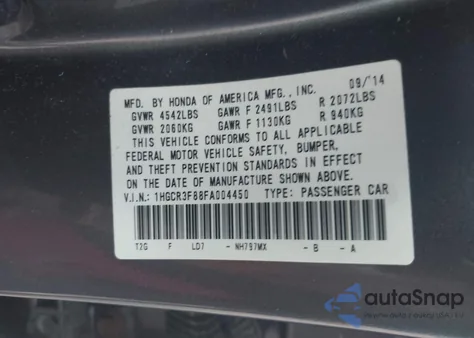 MFD. BY HONDA OF AMERICA MFG., INC. 09/14
GVWR 4542LBS GAWR F 2491LBS R 2072LBS
GVWR 2060KG GAWR F 1130KG R 940KG
THIS VEHICLE CONFORMS TO ALL APPLICABLE
FEDERAL MOTOR VEHICLE SAFETY, BUMPER,
AND THEFT PREVENTION STANDARDS IN EFFECT
ON THE DATE OF MANUFACTURE SHOWN ABOVE.
V.I.N.: 1HGCR3F88FA004450 TYPE: PASSENGER CAR
T2G F LD7 - NH797MX - B - A
autoSnap